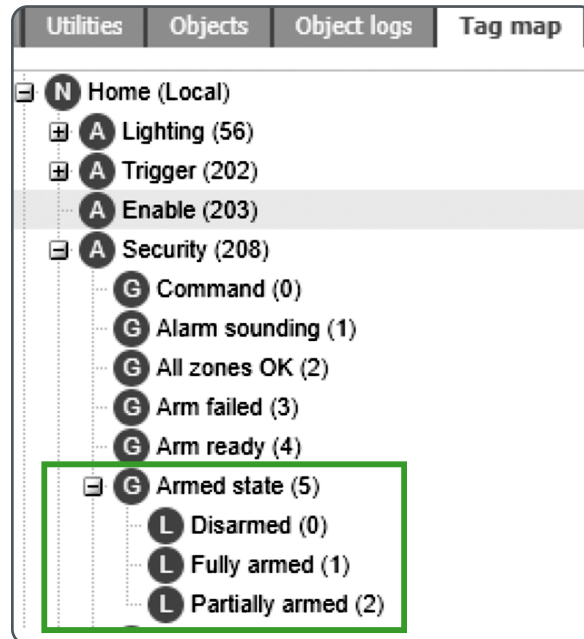 Utilities Objects Object logs Tag map
N Home (Local)
A Lighting (56)
A Trigger (202)
A Enable (203)
A Security (208)
G Command (0)
G Alarm sounding (1)
G All zones OK (2)
G Arm failed (3)
G Arm ready (4)
G Armed state (5)
L Disarmed (0)
L Fully armed (1)
L Partially armed (2)